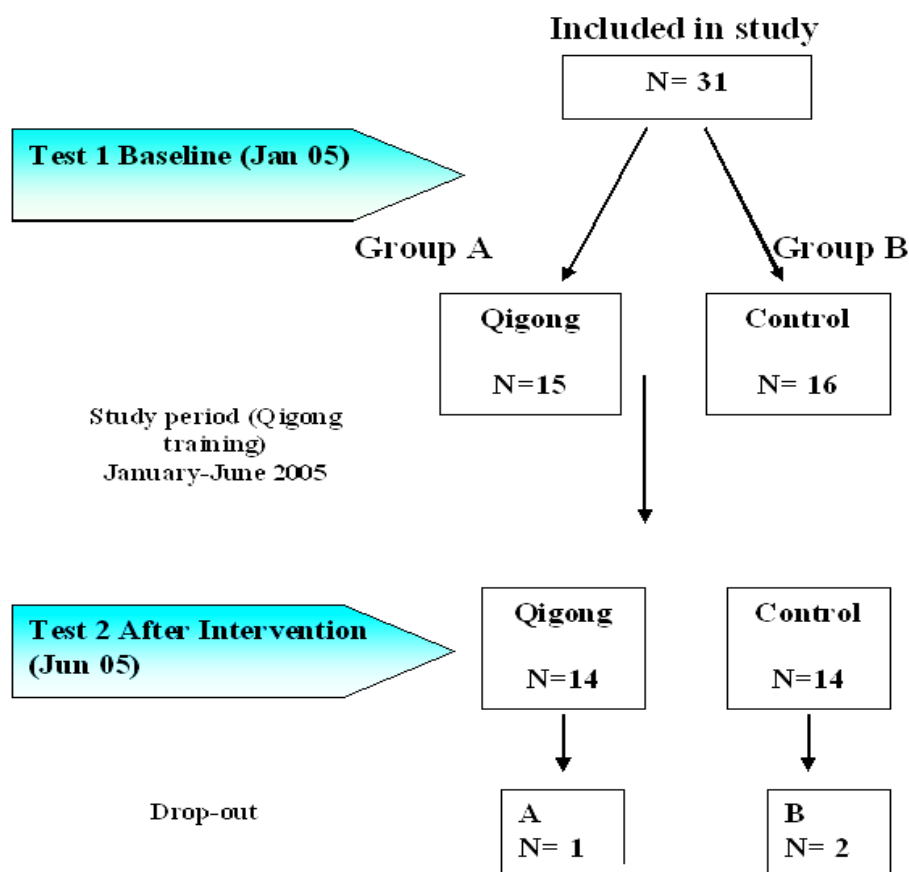 Included in study
N= 31
Test 1 Baseline (Jan 05)
Group A
Group B
Qigong
N=15
Control
N= 16
Study period (Qigong
training)
January-June 2005
Test 2 After Intervention
(Jun 05)
Qigong
N=14
Control
N=14
Drop-out
A
N= 1
B
N= 2